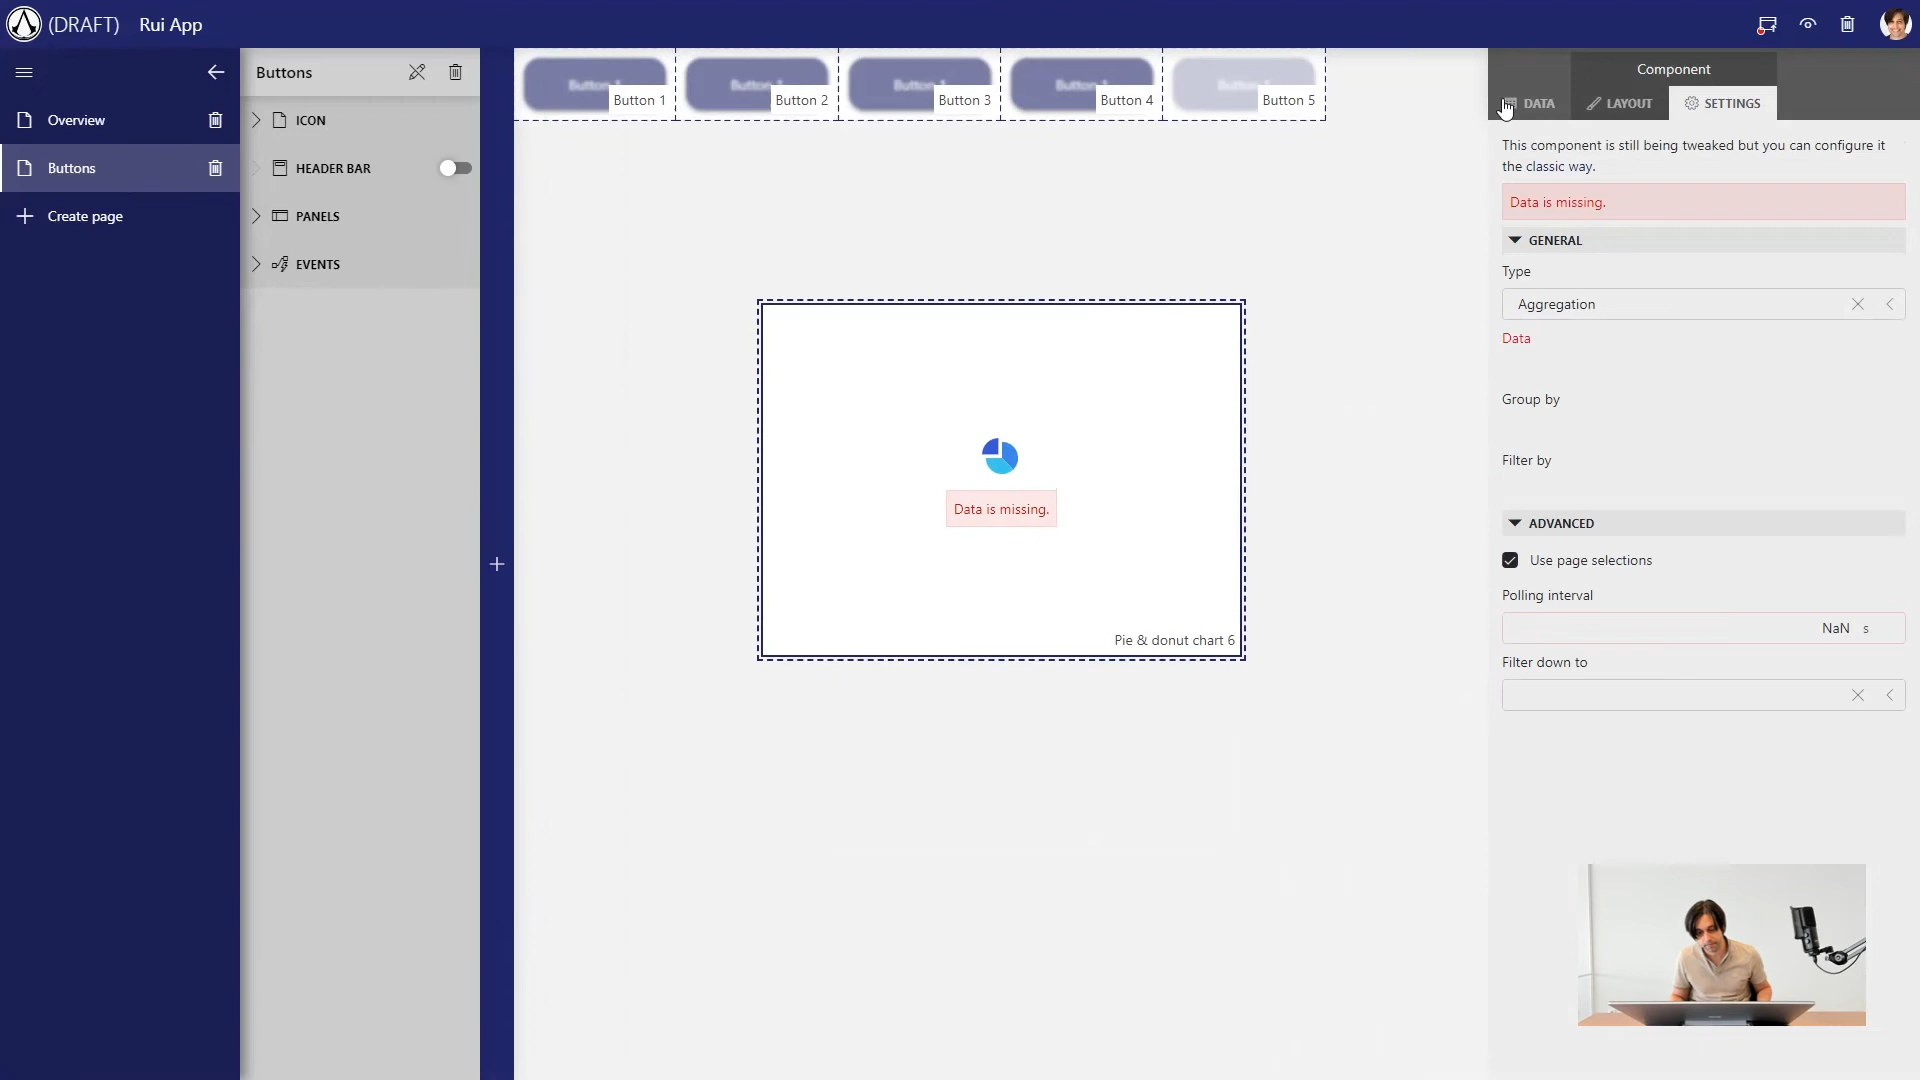 (DRAFT) Rui App
Overview
Buttons
Create page
Buttons
ICON
HEADER BAR
PANELS
EVENTS
Button 1
Button 2
Button 3
Button 4
Button 5
Data is missing.
Pie & donut chart 6
Component
DATA
LAYOUT
SETTINGS
This component is still being tweaked but you can configure it
the classic way.
Data is missing.
GENERAL
Type
Aggregation
Data
Group by
Filter by
ADVANCED
Use page selections
Polling interval
NaN s
Filter down to